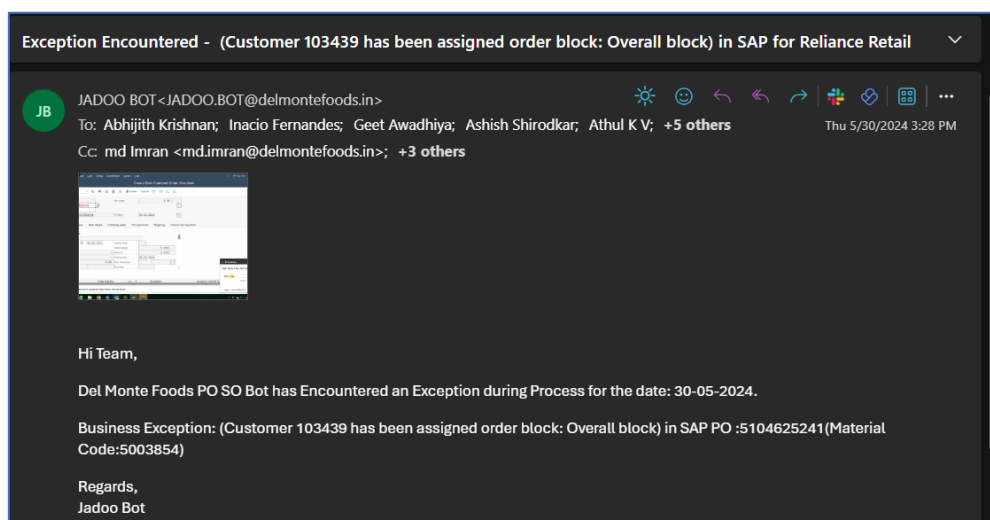 Exception Encountered - (Customer 103439 has been assigned order block: Overall block) in SAP for Reliance Retail
JB
JADOO BOT<JADOO.BOT@delmontefoods.in>
To: Abhijith Krishnan; Inacio Fernandes; Geet Awadhiya; Ashish Shirodkar; Athul K V; +5 others
Thu 5/30/2024 3:28 PM
Cc: md Imran <md.imran@delmontefoods.in>; +3 others
Hi Team,
Del Monte Foods PO SO Bot has Encountered an Exception during Process for the date: 30-05-2024.
Business Exception: (Customer 103439 has been assigned order block: Overall block) in SAP PO :5104625241(Material
Code:5003854)
Regards,
Jadoo Bot